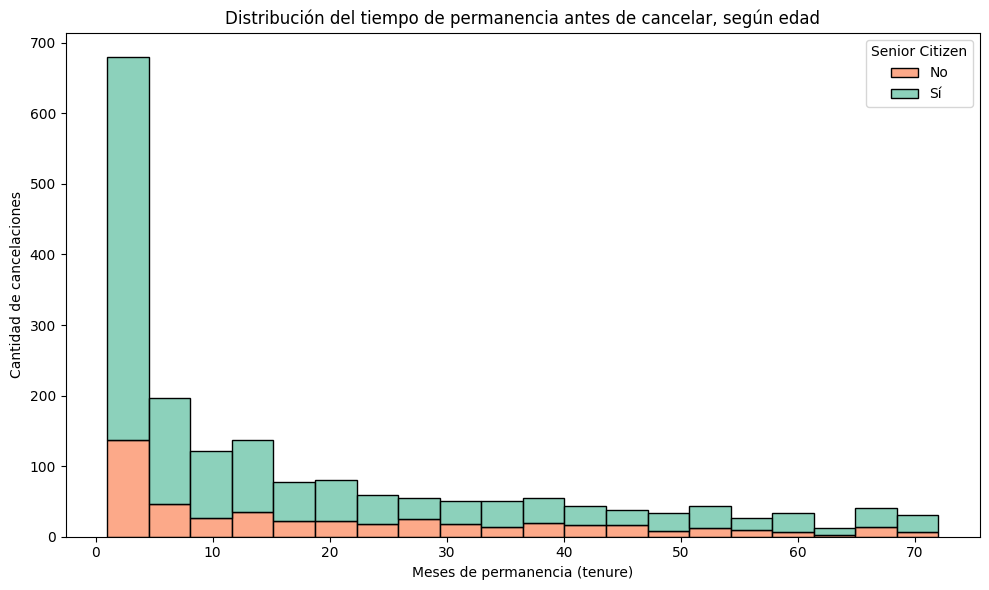 Distribución del tiempo de permanencia antes de cancelar, según edad
Senior Citizen
No
Sí
Cantidad de cancelaciones
700
600
500
400
300
200
100
0
0 10 20 30 40 50 60 70
Meses de permanencia (tenure)